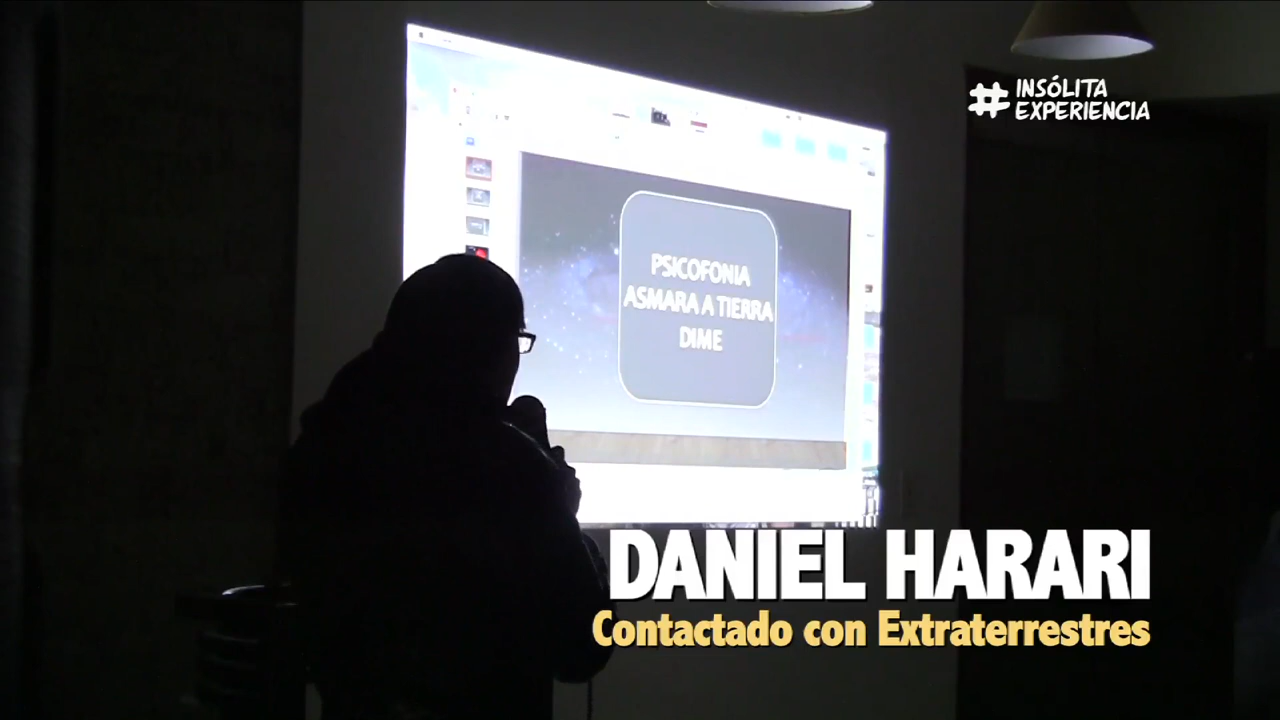 #INSÓLITA
EXPERIENCIA
PSICOFONIA
ASMARA A TIERRA
DIME
DANIEL HARARI
Contactado con Extraterrestres